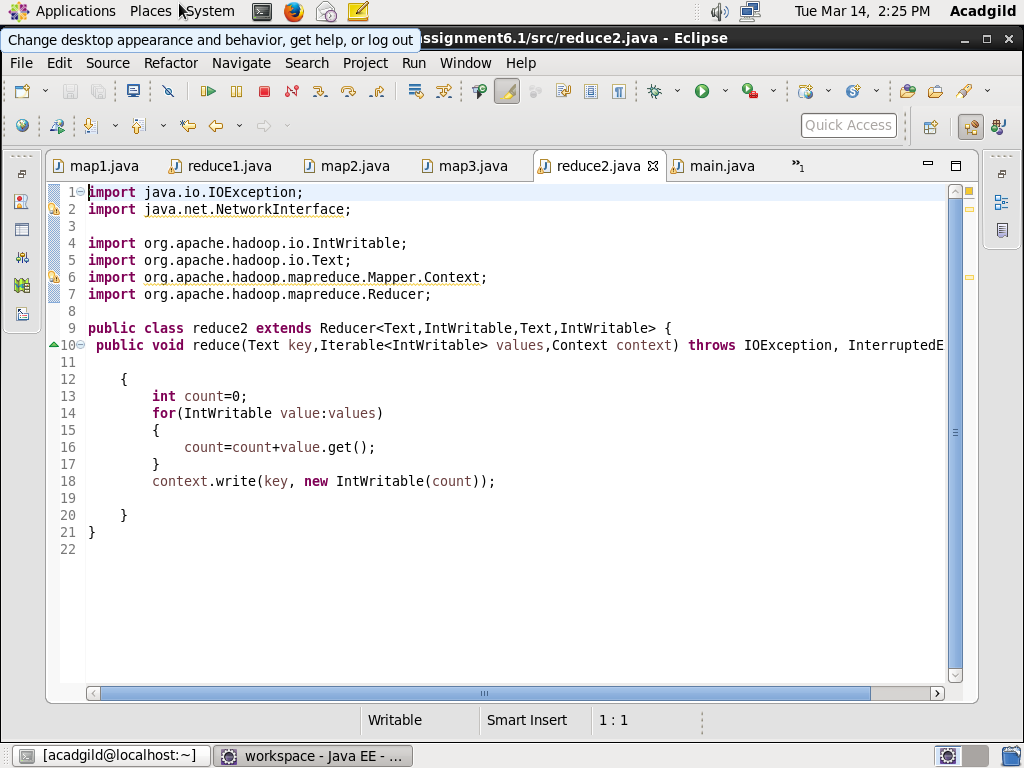 Applications Places System Tue Mar 14, 2:25 PM Acadgild
Change desktop appearance and behavior, get help, or log out
ssignment6.1/src/reduce2.java - Eclipse
File Edit Source Refactor Navigate Search Project Run Window Help
Quick Access
map1.java reduce1.java map2.java map3.java reduce2.java main.java »1
1 import java.io.IOException;
2 import java.net.NetworkInterface;
3
4 import org.apache.hadoop.io.IntWritable;
5 import org.apache.hadoop.io.Text;
6 import org.apache.hadoop.mapreduce.Mapper.Context;
7 import org.apache.hadoop.mapreduce.Reducer;
8
9 public class reduce2 extends Reducer<Text,IntWritable,Text,IntWritable> {
10 public void reduce(Text key,Iterable<IntWritable> values,Context context) throws IOException, InterruptedE
11
12 {
13 int count=0;
14 for(IntWritable value:values)
15 {
16 count=count+value.get();
17 }
18 context.write(key, new IntWritable(count));
19
20 }
21 }
22
Writable Smart Insert 1 : 1
[acadgild@localhost:~] workspace - Java EE - ...